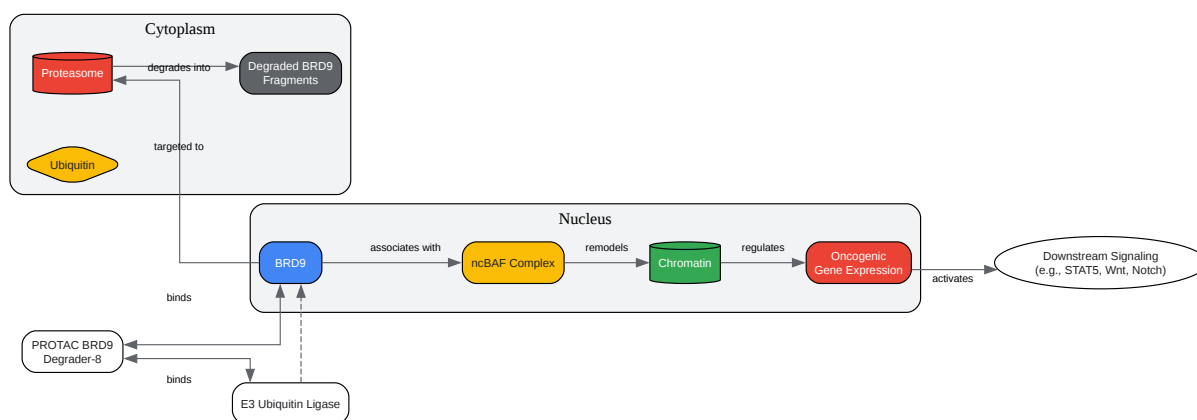 Cytoplasm
Proteasome
degrades into
Degraded BRD9
Fragments
targeted to
Ubiquitin
Nucleus
BRD9
associates with
ncBAF Complex
remodels
Chromatin
regulates
Oncogenic
Gene Expression
activates
Downstream Signaling
(e.g., STAT5, Wnt, Notch)
binds
PROTAC BRD9
Degrader-8
binds
E3 Ubiquitin Ligase